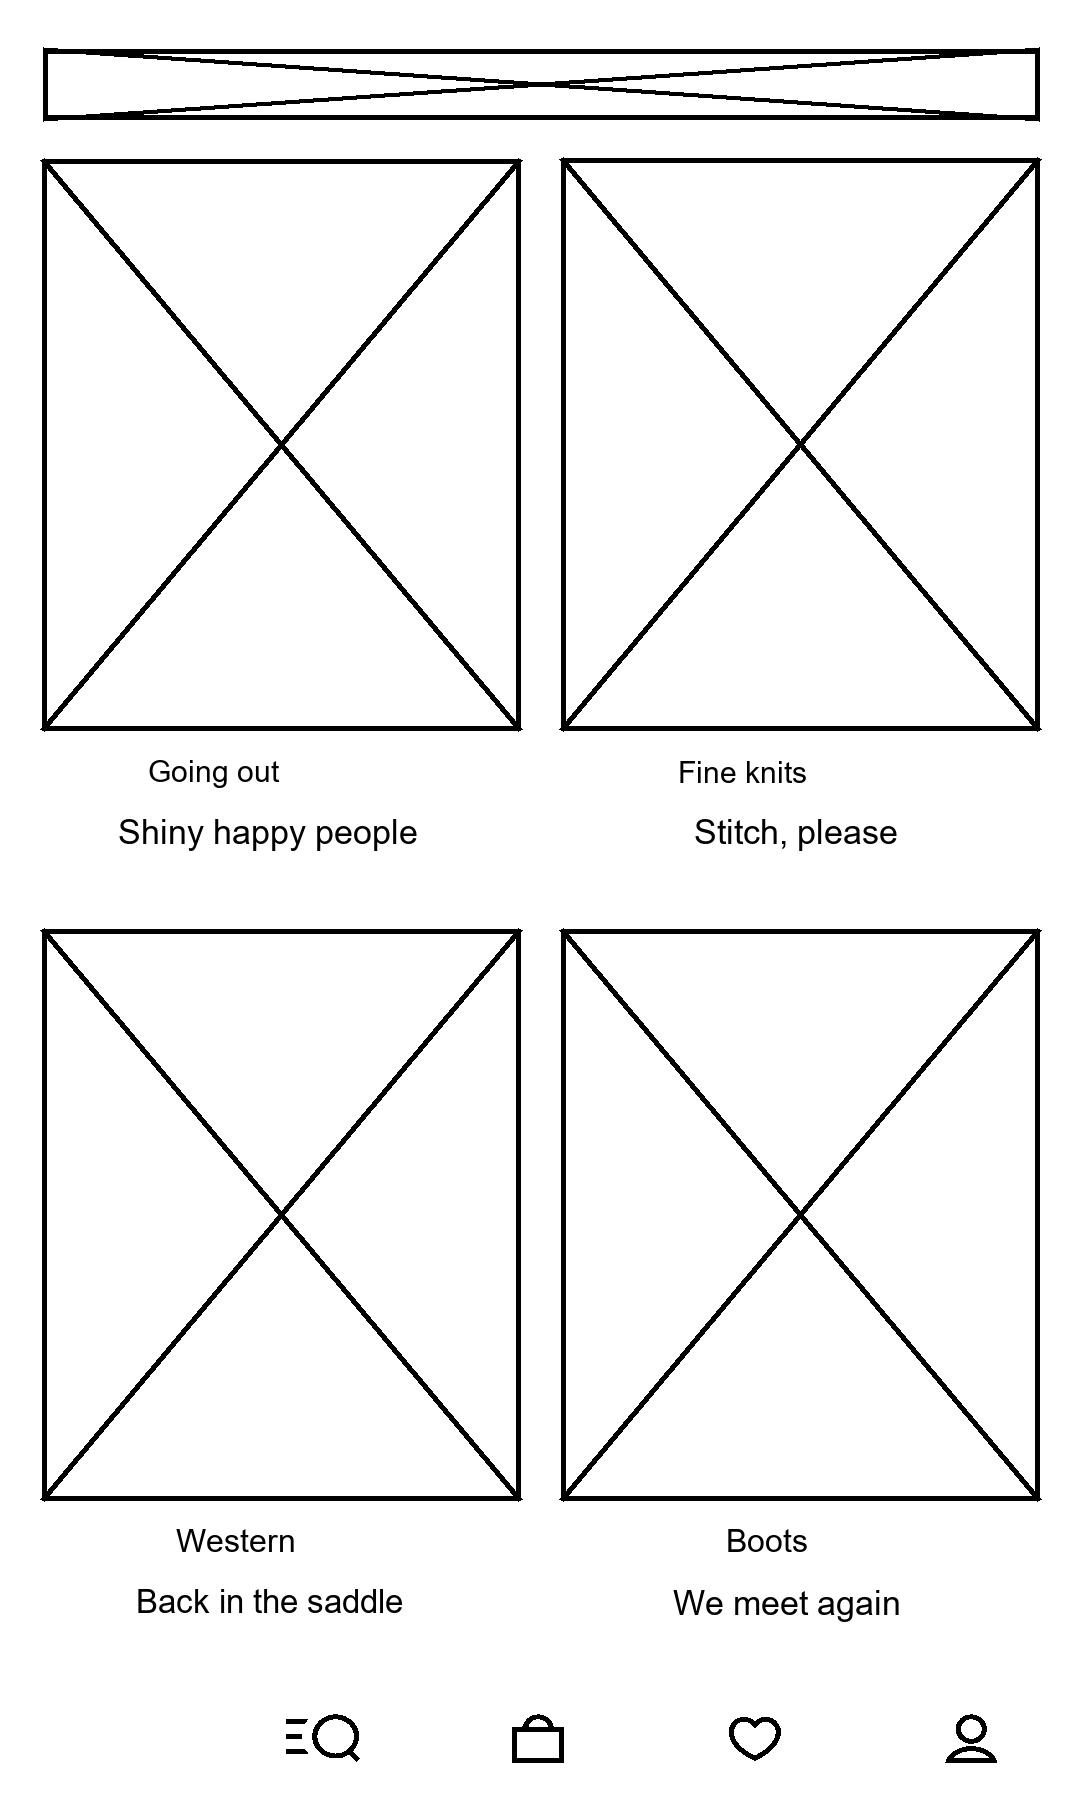 Going out
Shiny happy people
Fine knits
Stitch, please
Western
Back in the saddle
Boots
We meet again